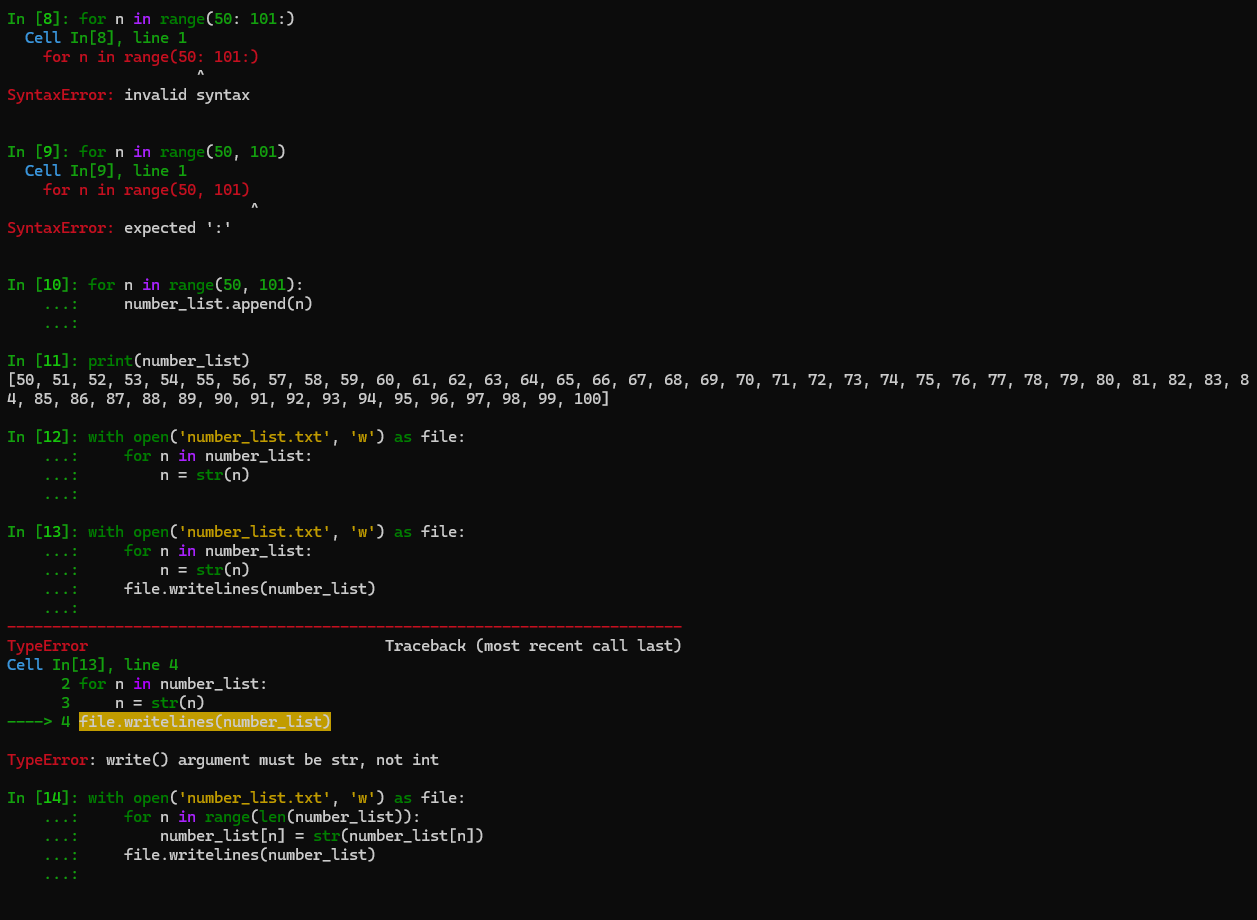 In [8]: for n in range(50: 101:)
  Cell In[8], line 1
    for n in range(50: 101:)
                     ^
SyntaxError: invalid syntax


In [9]: for n in range(50, 101)
  Cell In[9], line 1
    for n in range(50, 101)
                           ^
SyntaxError: expected ':'


In [10]: for n in range(50, 101):
    ...:     number_list.append(n)
    ...:

In [11]: print(number_list)
[50, 51, 52, 53, 54, 55, 56, 57, 58, 59, 60, 61, 62, 63, 64, 65, 66, 67, 68, 69, 70, 71, 72, 73, 74, 75, 76, 77, 78, 79, 80, 81, 82, 83, 8
4, 85, 86, 87, 88, 89, 90, 91, 92, 93, 94, 95, 96, 97, 98, 99, 100]

In [12]: with open('number_list.txt', 'w') as file:
    ...:     for n in number_list:
    ...:         n = str(n)
    ...:

In [13]: with open('number_list.txt', 'w') as file:
    ...:     for n in number_list:
    ...:         n = str(n)
    ...:     file.writelines(number_list)
    ...:
---------------------------------------------------------------------------
TypeError                                 Traceback (most recent call last)
Cell In[13], line 4
      2 for n in number_list:
      3     n = str(n)
----> 4 file.writelines(number_list)

TypeError: write() argument must be str, not int

In [14]: with open('number_list.txt', 'w') as file:
    ...:     for n in range(len(number_list)):
    ...:         number_list[n] = str(number_list[n])
    ...:     file.writelines(number_list)
    ...: